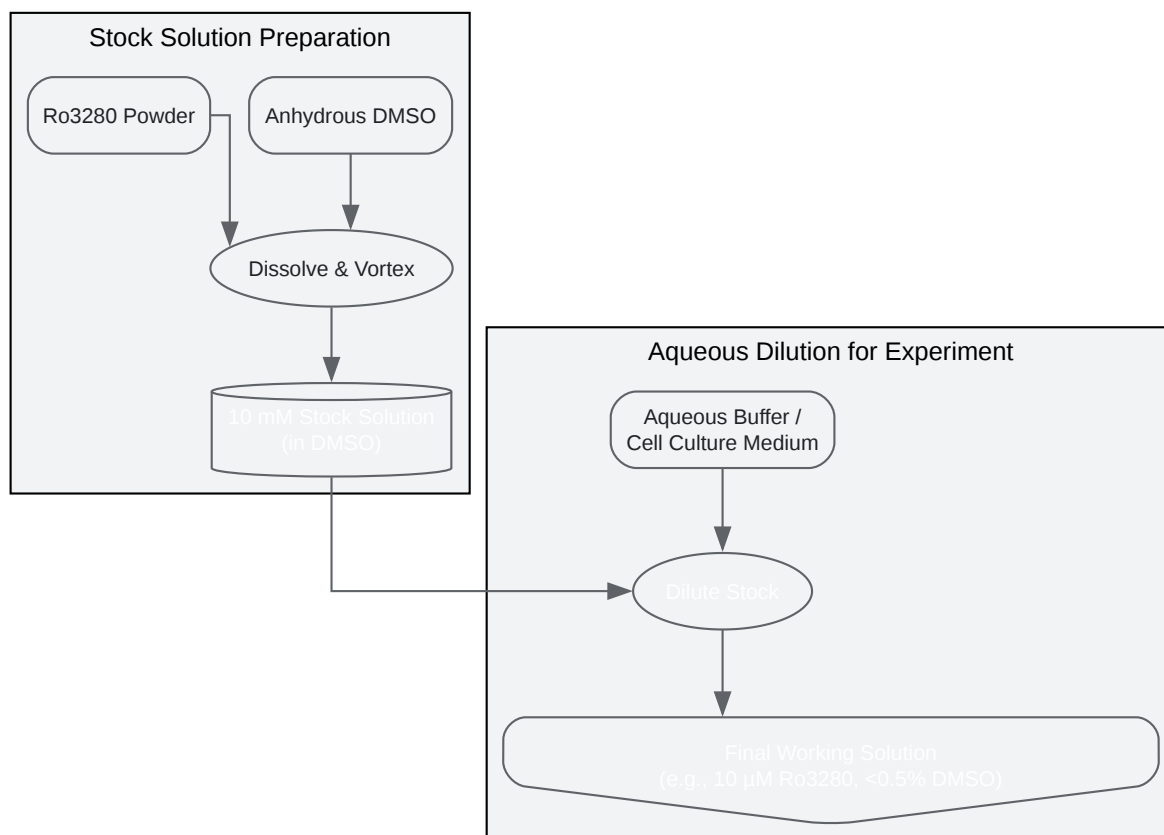 Stock Solution Preparation
Ro3280 Powder
Anhydrous DMSO
Dissolve & Vortex
10 mM Stock Solution
(in DMSO)
Aqueous Dilution for Experiment
Aqueous Buffer /
Cell Culture Medium
Dilute Stock
Final Working Solution
(e.g., 10 µM Ro3280, <0.5% DMSO)